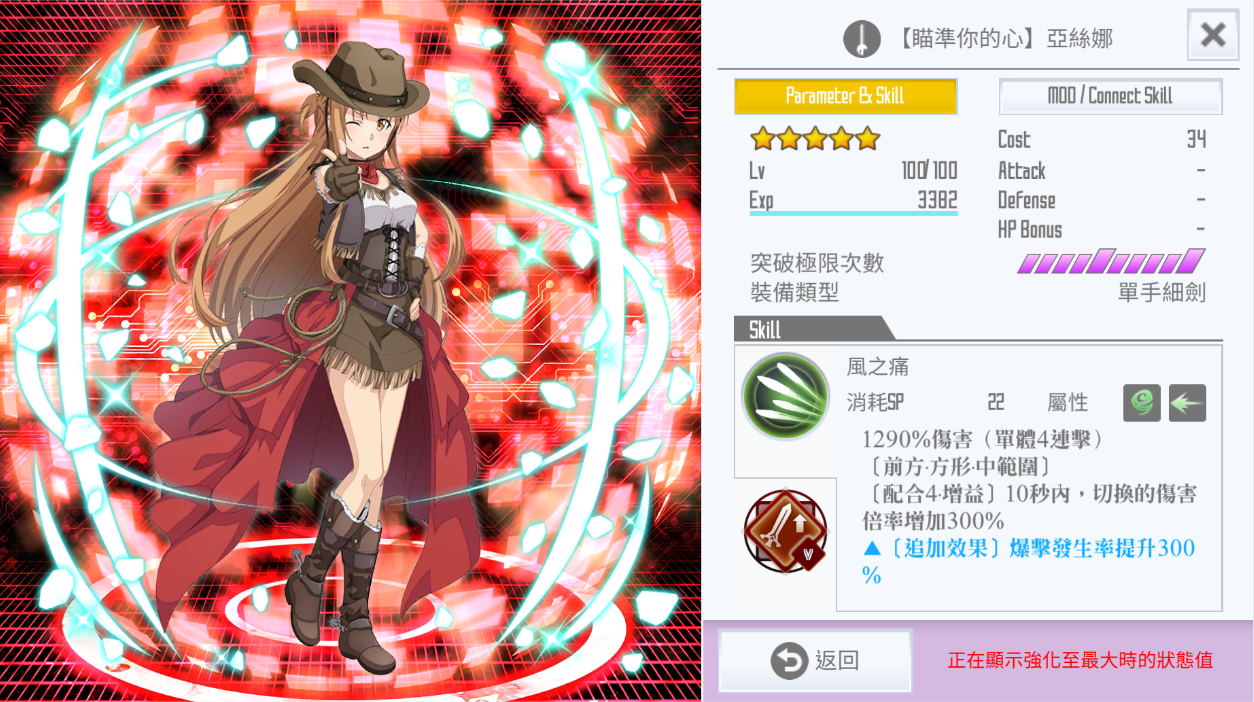 【瞄準你的心】亞絲娜
Parameter & Skill
MOD / Connect Skill
Lv 100/100
Exp 3382
Cost 34
Attack -
Defense -
HP Bonus -
突破極限次數
裝備類型 單手細劍
Skill
風之痛
消耗SP 22 屬性
1290%傷害（單體4連擊）
〔前方·方形·中範圍〕
〔配合4·增益〕10秒內，切換的傷害
倍率增加300%
▲〔追加效果〕爆擊發生率提升300
%
V
返回
正在顯示強化至最大時的狀態值